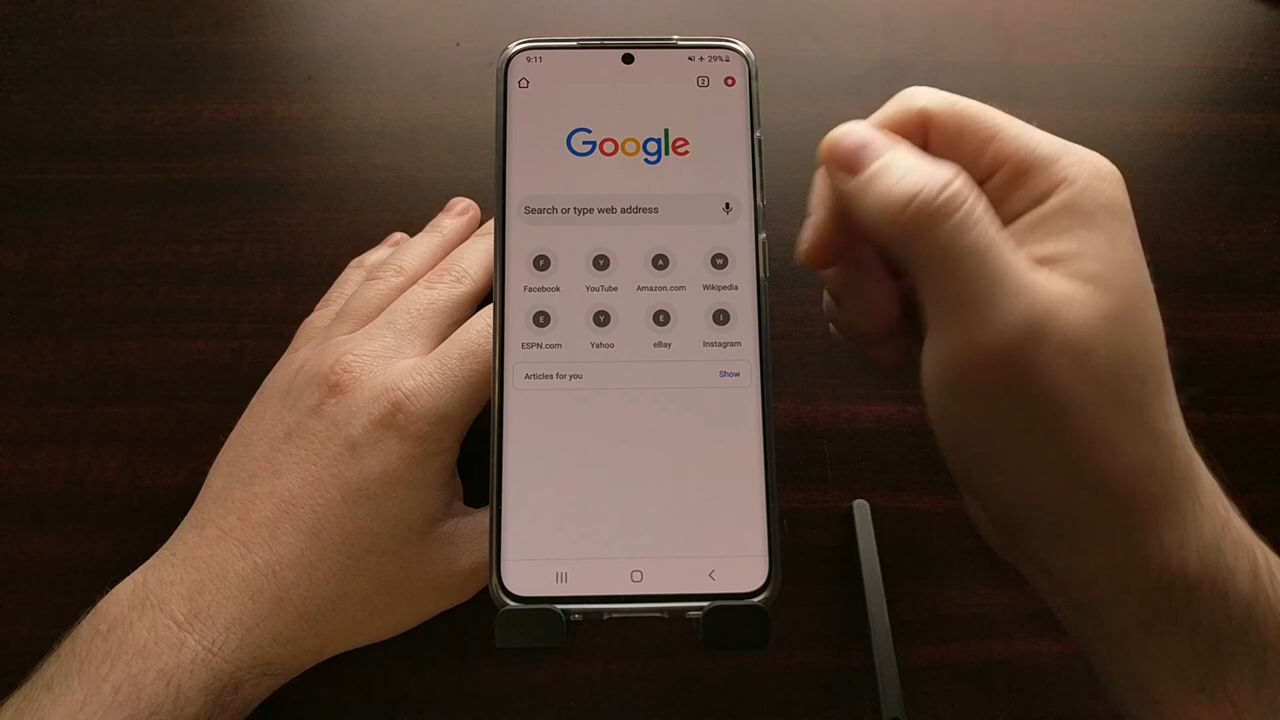 9:11 29%
2
Google
Search or type web address
F Y A W
Facebook YouTube Amazon.com Wikipedia
E Y E I
ESPN.com Yahoo eBay Instagram
Articles for you Show